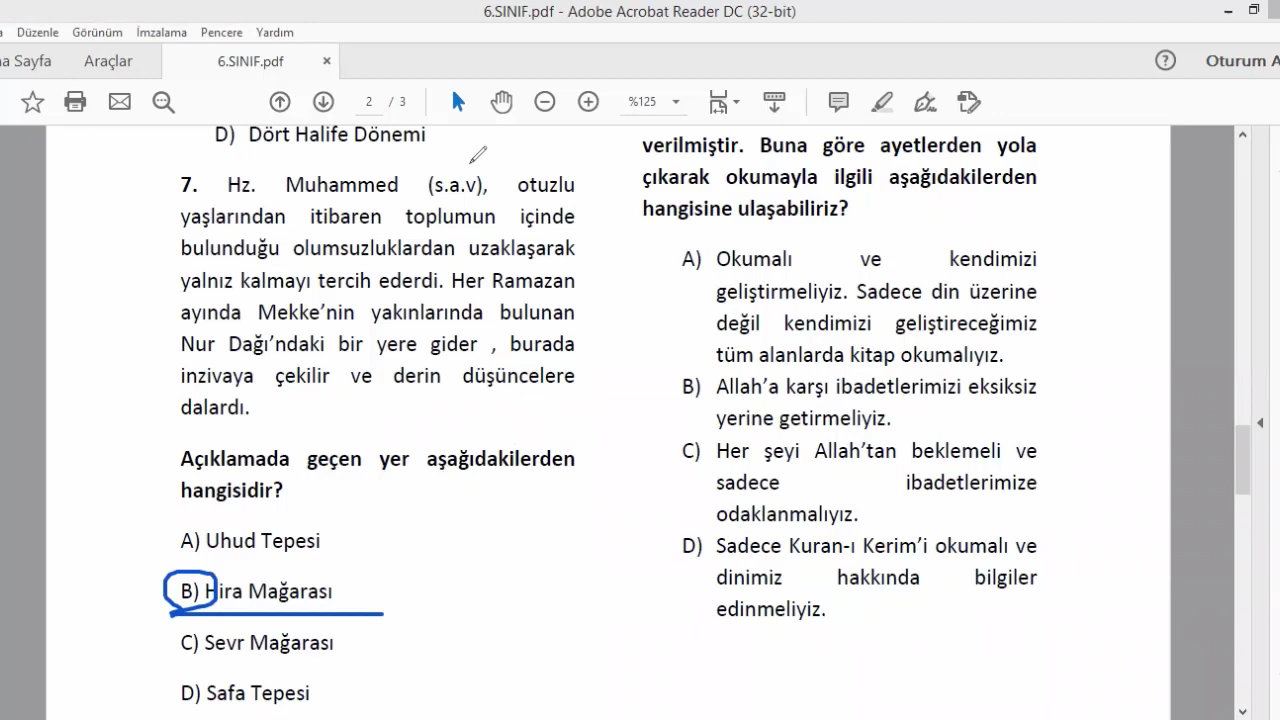 6.SINIF.pdf - Adobe Acrobat Reader DC (32-bit)
Düzenle Görünüm İmzalama Pencere Yardım
Sayfa Araçlar 6.SINIF.pdf × ? Oturum
2 / 3 %125
D) Dört Halife Dönemi
7. Hz. Muhammed (s.a.v), otuzlu
yaşlarından itibaren toplumun içinde
bulunduğu olumsuzluklardan uzaklaşarak
yalnız kalmayı tercih ederdi. Her Ramazan
ayında Mekke’nin yakınlarında bulunan
Nur Dağı’ndaki bir yere gider , burada
inzivaya çekilir ve derin düşüncelere
dalardı.
Açıklamada geçen yer aşağıdakilerden
hangisidir?
A) Uhud Tepesi
B) Hira Mağarası
C) Sevr Mağarası
D) Safa Tepesi
verilmiştir. Buna göre ayetlerden yola
çıkarak okumayla ilgili aşağıdakilerden
hangisine ulaşabiliriz?
A) Okumalı ve kendimizi
geliştirmeliyiz. Sadece din üzerine
değil kendimizi geliştireceğimiz
tüm alanlarda kitap okumalıyız.
B) Allah’a karşı ibadetlerimizi eksiksiz
yerine getirmeliyiz.
C) Her şeyi Allah’tan beklemeli ve
sadece ibadetlerimize
odaklanmalıyız.
D) Sadece Kuran-ı Kerim’i okumalı ve
dinimiz hakkında bilgiler
edinmeliyiz.